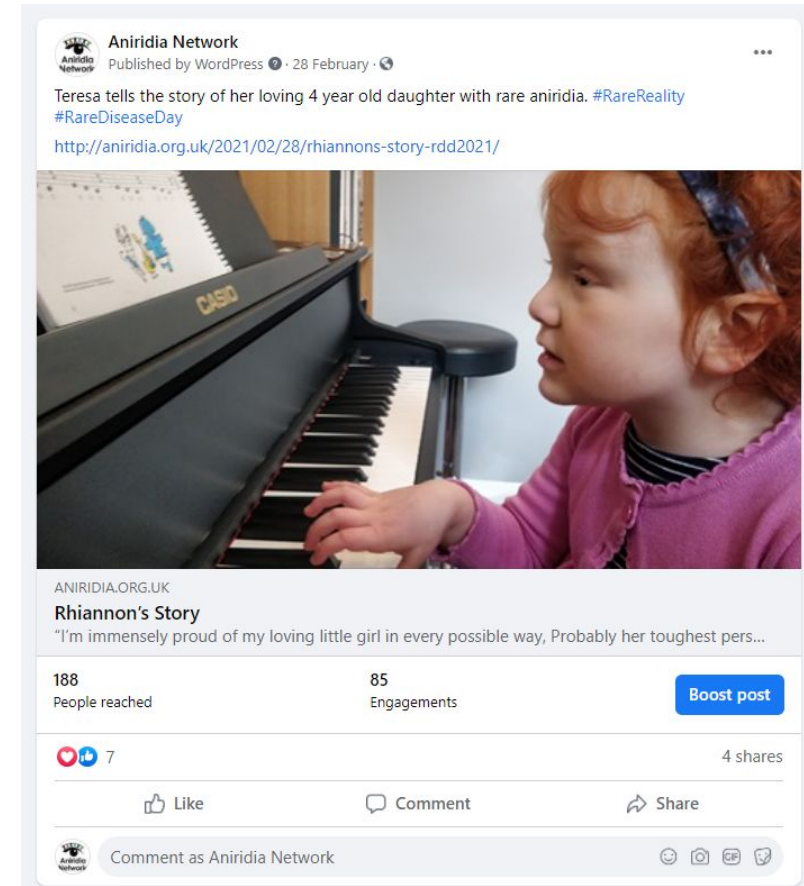 Aniridia Network
Published by WordPress · 28 February ·
Teresa tells the story of her loving 4 year old daughter with rare aniridia. #RareReality
#RareDiseaseDay
http://aniridia.org.uk/2021/02/28/rhiannons-story-rdd2021/
CASIO
ANIRIDIA.ORG.UK
Rhiannon's Story
"I'm immensely proud of my loving little girl in every possible way, Probably her toughest pers...
188
People reached
85
Engagements
Boost post
7
4 shares
Like
Comment
Share
Aniridia
Network
Comment as Aniridia Network
GIF